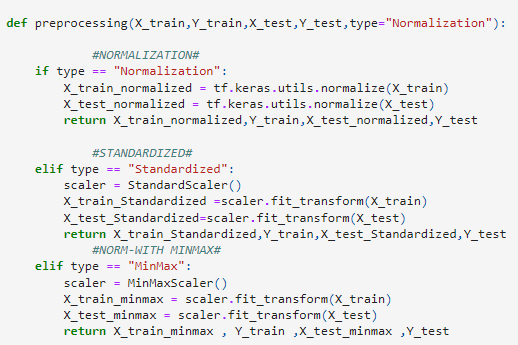 def preprocessing(X_train,Y_train,X_test,Y_test,type="Normalization"):
#NORMALIZATION#
if type == "Normalization":
X_train_normalized = tf.keras.utils.normalize(X_train)
X_test_normalized = tf.keras.utils.normalize(X_test)
return X_train_normalized,Y_train,X_test_normalized,Y_test
#STANDARDIZED#
elif type == "Standardized":
scaler = StandardScaler()
X_train_Standardized =scaler.fit_transform(X_train)
X_test_Standardized=scaler.fit_transform(X_test)
return X_train_Standardized,Y_train,X_test_Standardized,Y_test
#NORM-WITH MINMAX#
elif type == "MinMax":
scaler = MinMaxScaler()
X_train_minmax = scaler.fit_transform(X_train)
X_test_minmax = scaler.fit_transform(X_test)
return X_train_minmax , Y_train ,X_test_minmax ,Y_test